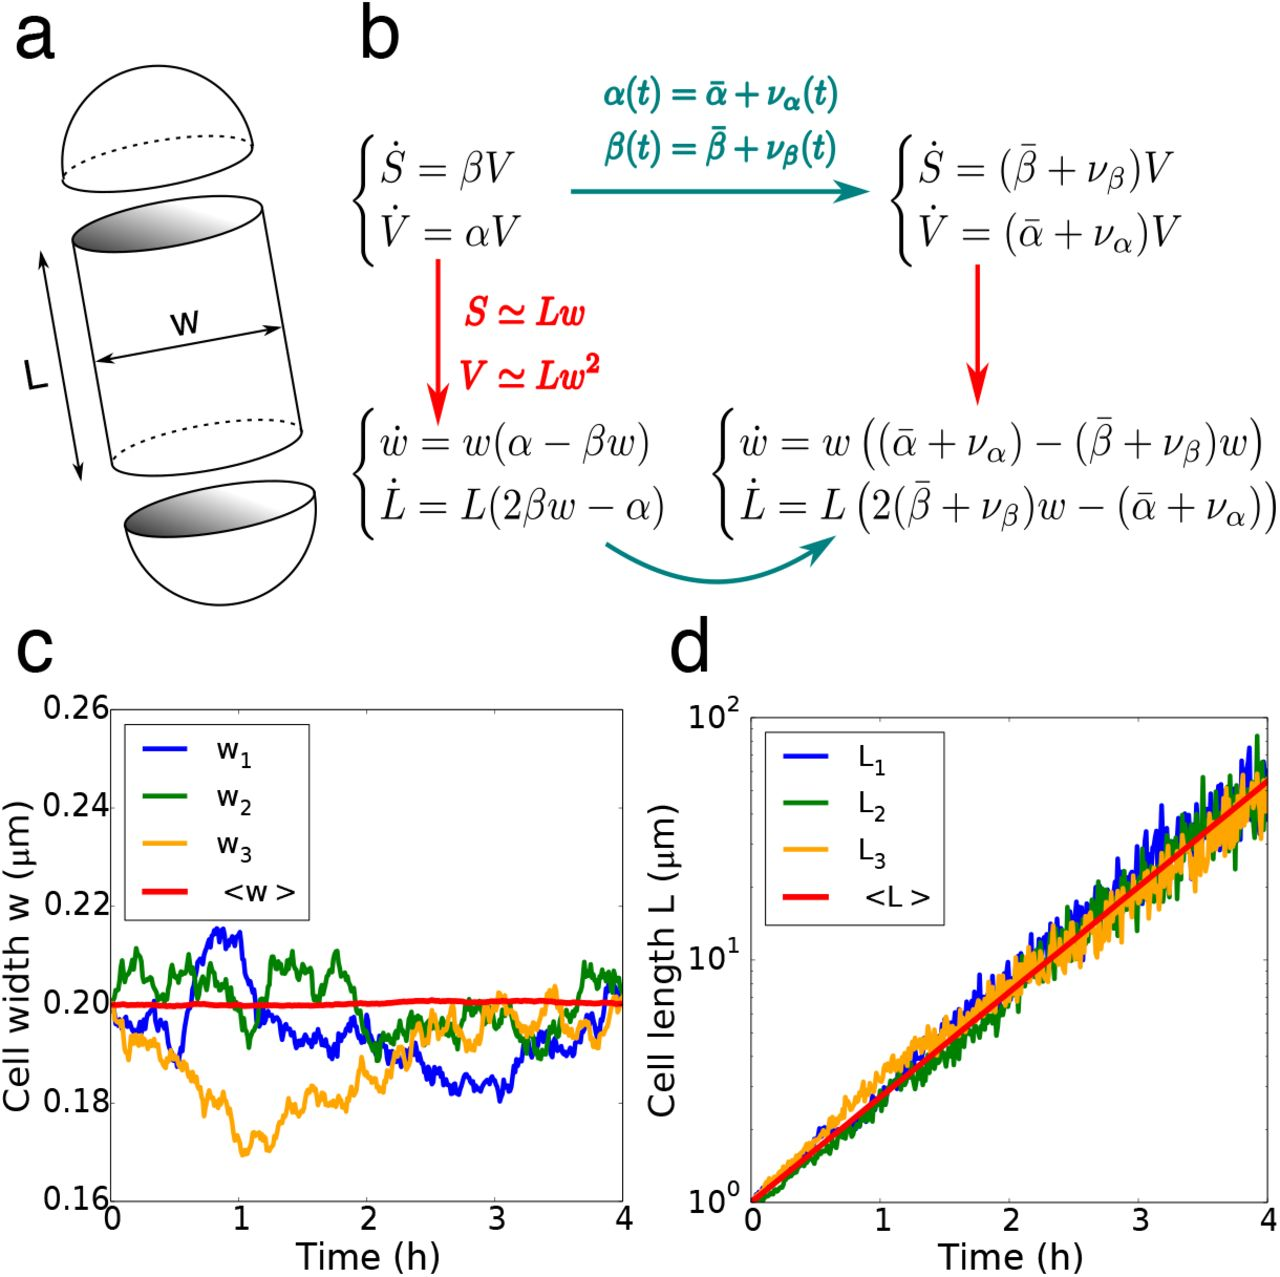 a
b
L
w
α(t) = ᾱ + ν_α(t)
β(t) = β̄ + ν_β(t)
Ṡ = βV
V̇ = αV
Ṡ = (β̄ + ν_β)V
V̇ = (ᾱ + ν_α)V
S ≃ Lw
V ≃ Lw²
ẇ = w(α − βw)
L̇ = L(2βw − α)
ẇ = w ((ᾱ + ν_α) − (β̄ + ν_β)w)
L̇ = L (2(β̄ + ν_β)w − (ᾱ + ν_α))
c
Cell width w (μm)
0.26
0.24
0.22
0.20
0.18
0.16
w₁
w₂
w₃
<w>
0 1 2 3 4
Time (h)
d
Cell length L (μm)
10²
10¹
10⁰
L₁
L₂
L₃
<L>
0 1 2 3 4
Time (h)